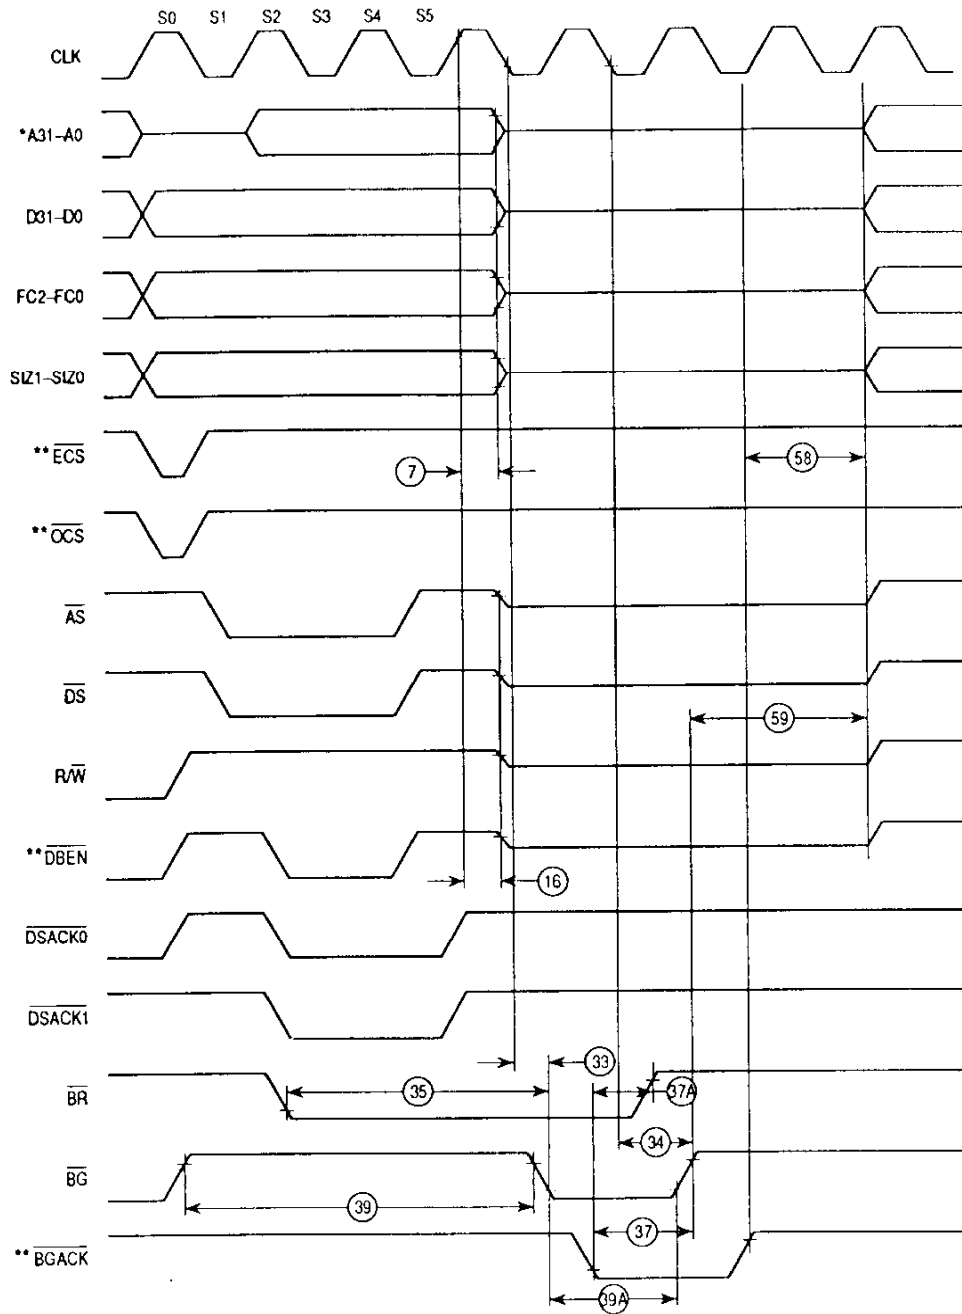 S0 S1 S2 S3 S4 S5
CLK
*A31–A0
D31–D0
FC2–FC0
SIZ1–SIZ0
**ECS
7
58
**OCS
AS
DS
59
R/W
**DBEN
16
DSACK0
DSACK1
33
BR
35
37A
34
BG
39
37
**BGACK
39A